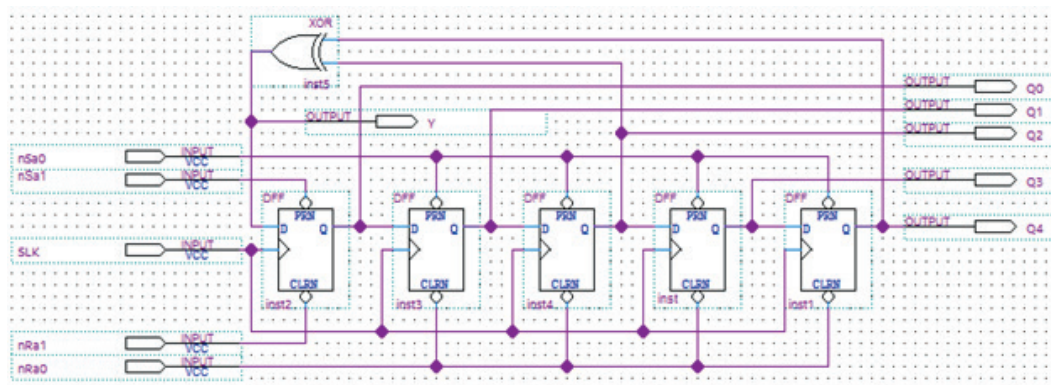 XOR
inst5
OUTPUT Q0
OUTPUT Q1
OUTPUT Y
OUTPUT Q2
nSa0 INPUT VCC
nSa1 INPUT VCC
OUTPUT Q3
DFF DFF DFF DFF DFF
PRN PRN PRN PRN PRN
D Q D Q D Q D Q D Q
OUTPUT Q4
SLK INPUT VCC
CLRN CLRN CLRN CLRN CLRN
inst2 inst3 inst4 inst inst1
nRa1 INPUT VCC
nRa0 INPUT VCC